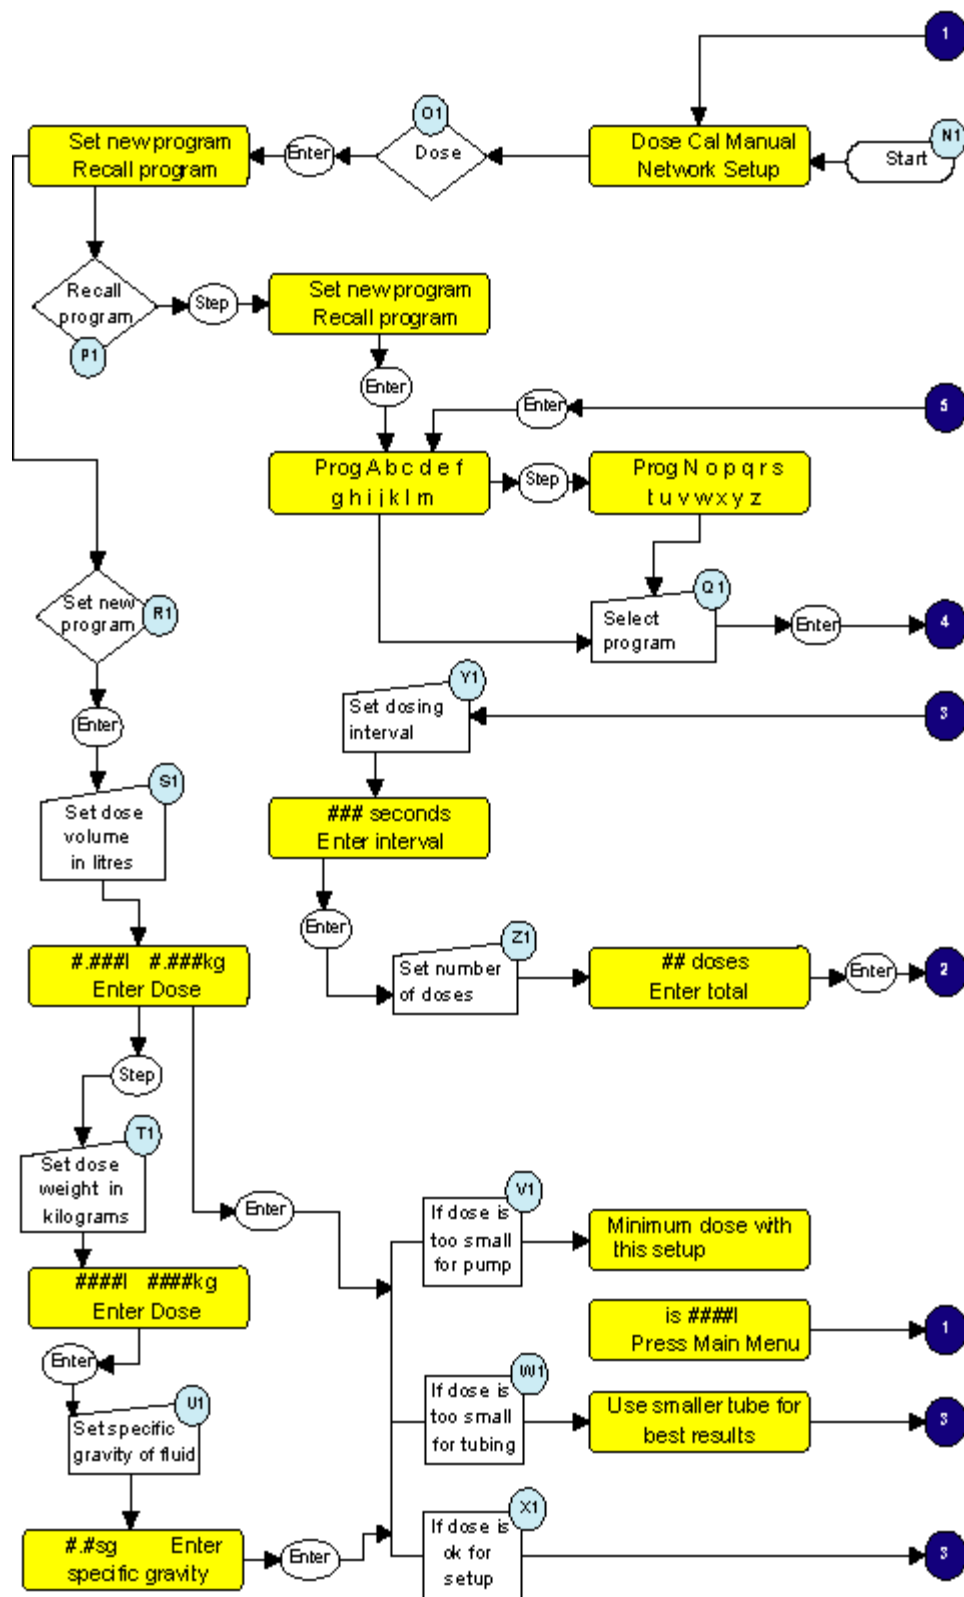 1
O1
N1
Set new program
Recall program
Enter
Dose
Dose Cal Manual
Network Setup
Start
Recall
program
P1
Step
Set new program
Recall program
Enter
Enter
5
Prog A b c d e f
g h i j k l m
Step
Prog N o p q r s
t u v w x y z
Set new
program
R1
Q1
Select
program
Enter
4
Y1
Set dosing
interval
3
Enter
S1
Set dose
volume
in litres
### seconds
Enter interval
Enter
Z1
Set number
of doses
## doses
Enter total
Enter
2
#.###l #.###kg
Enter Dose
Step
T1
Set dose
weight in
kilograms
Enter
V1
If dose is
too small
for pump
Minimum dose with
this setup
####l ####kg
Enter Dose
is ####l
Press Main Menu
1
Enter
U1
Set specific
gravity of fluid
W1
If dose is
too small
for tubing
Use smaller tube for
best results
3
X1
#.#sg Enter
specific gravity
Enter
If dose is
ok for
setup
3